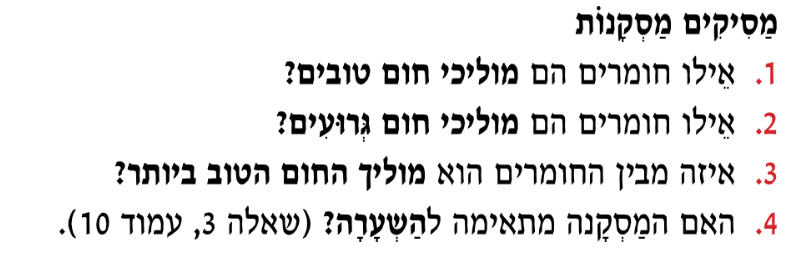 מַסִיקִים מַסְקָנוֹת
1. אֵילוּ חומרים הם מוליכי חום טובים?
2. אֵילוּ חומרים הם מוליכי חום גְרוּעִים?
3. איזה מבין החומרים הוא מוליך החום הטוב ביותר?
4. האם המַסְקָנה מתאימה להַשְעָרָה? (שאלה 3, עמוד 10).